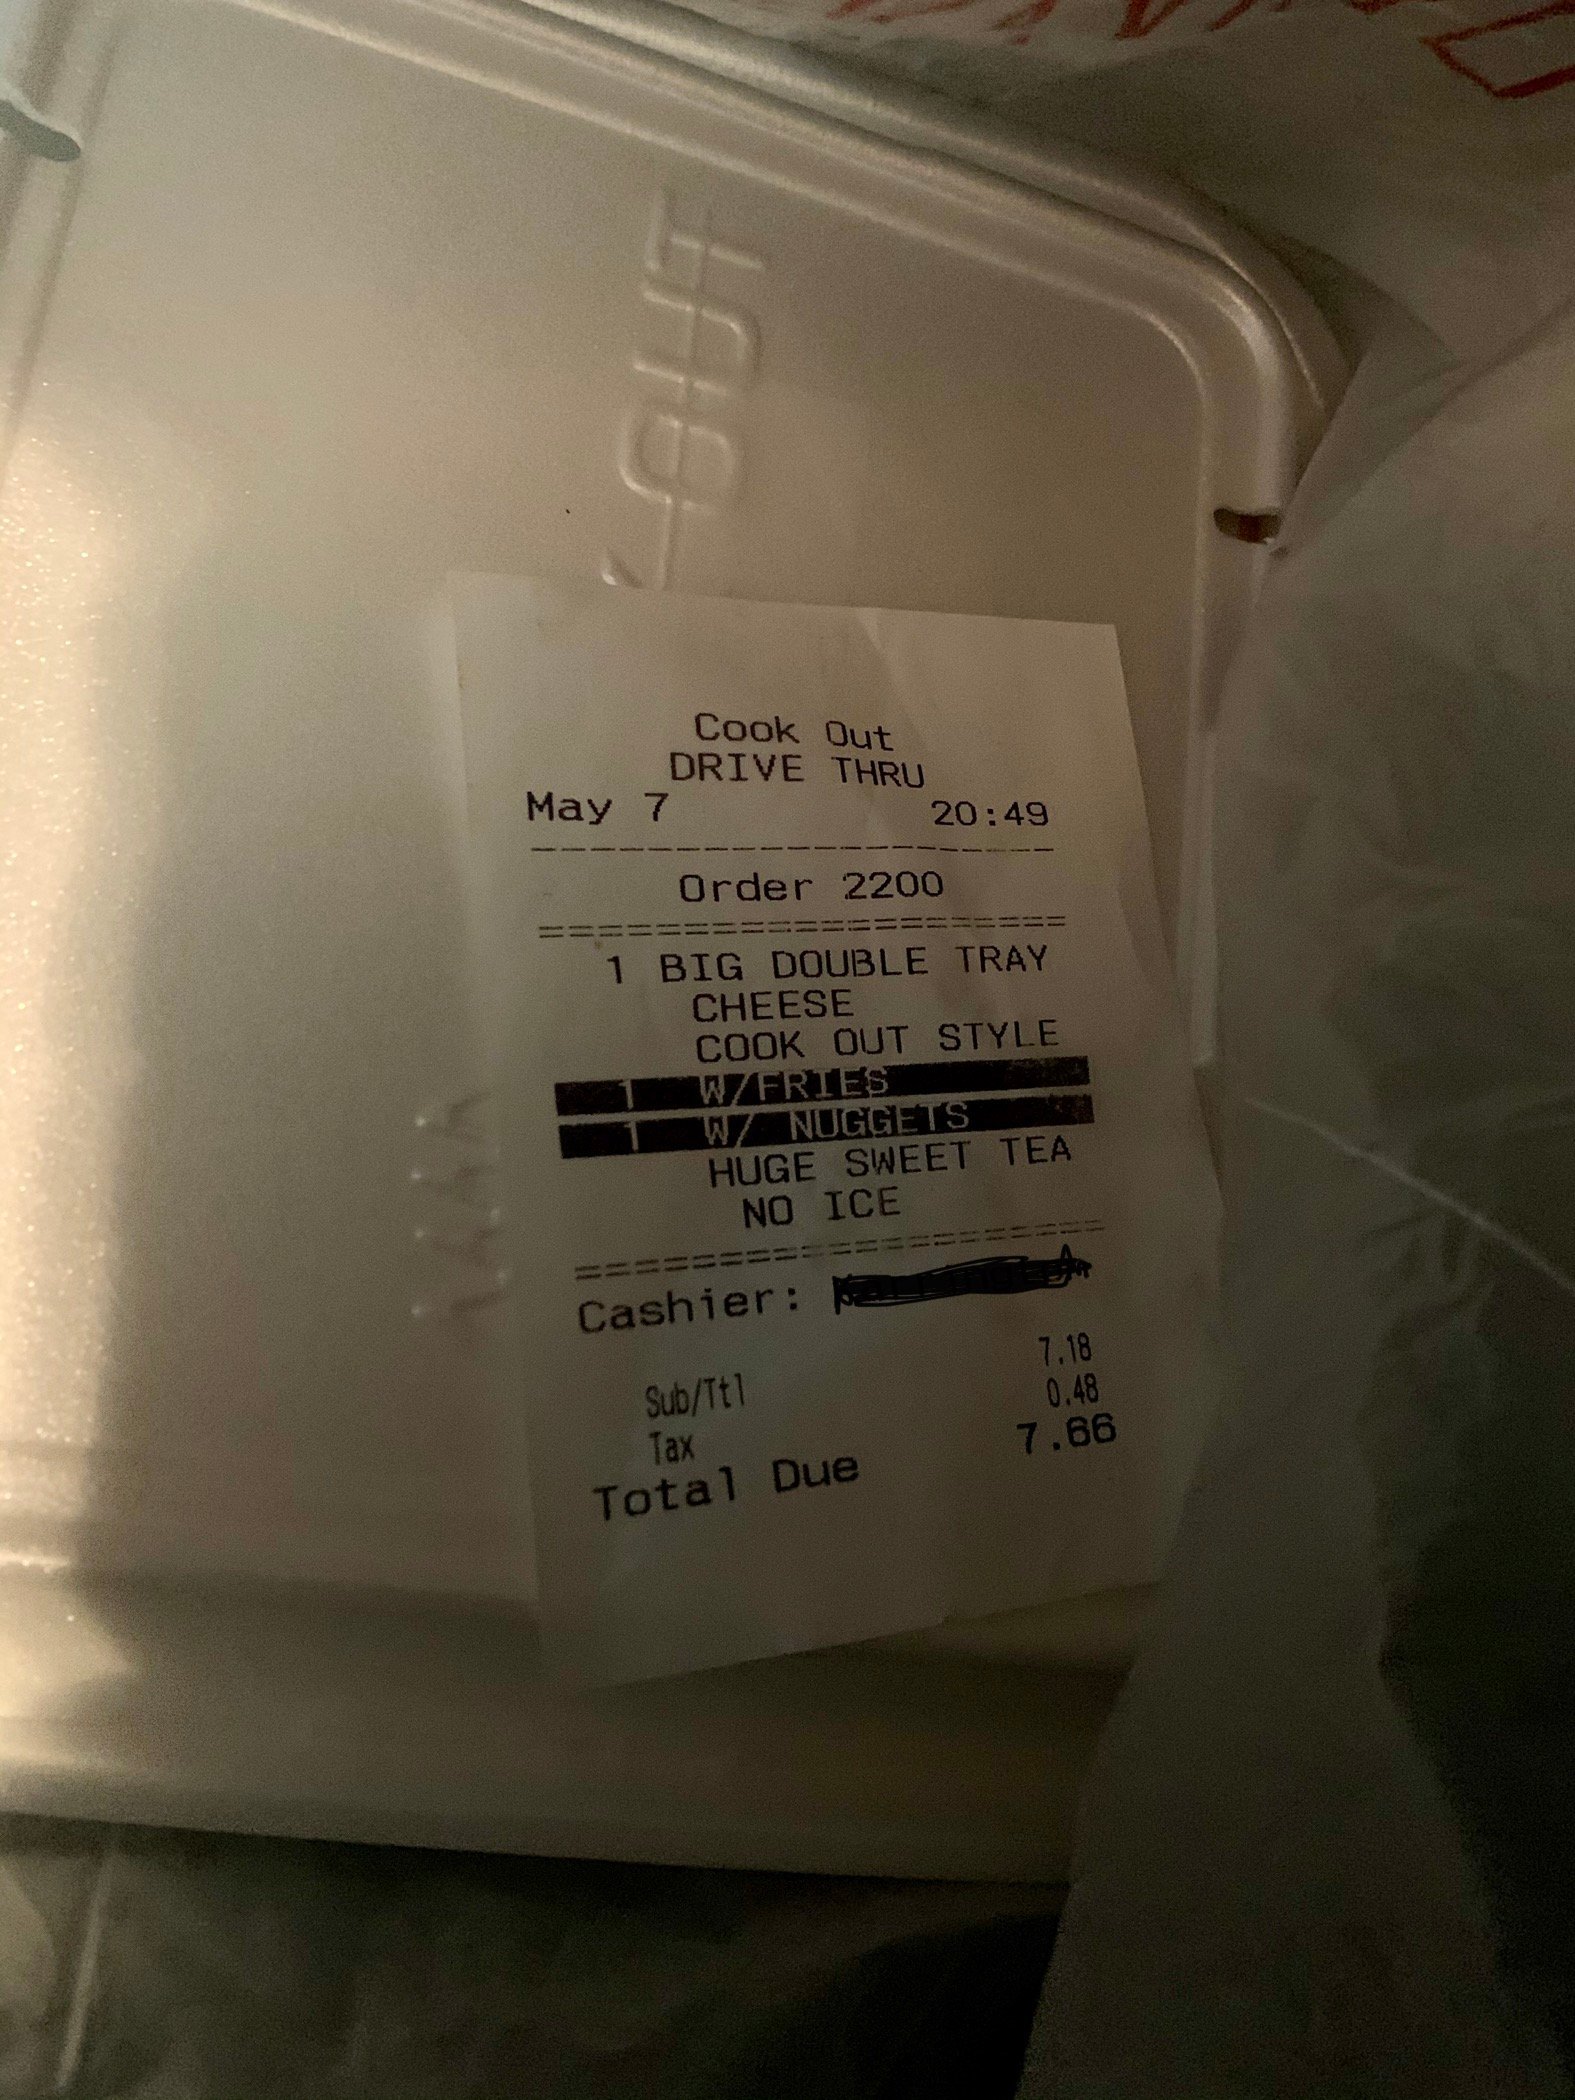 Cook Out
DRIVE THRU
May 7 20:49
--------------------
Order 2200
====================
1 BIG DOUBLE TRAY
CHEESE
COOK OUT STYLE
1 W/FRIES
1 W/ NUGGETS
HUGE SWEET TEA
NO ICE
====================
Cashier:
Sub/Ttl 7.18
Tax 0.48
Total Due 7.66